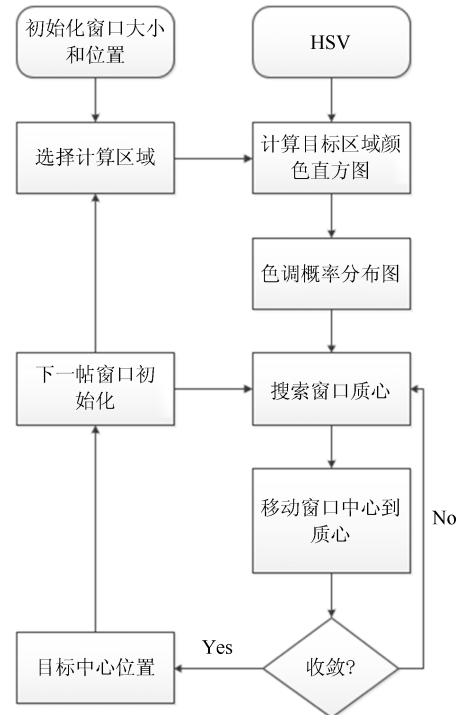 初始化窗口大小
和位置
HSV
选择计算区域
计算目标区域颜
色直方图
色调概率分布图
下一帖窗口初
始化
搜索窗口质心
移动窗口中心到
质心
No
Yes
目标中心位置
收敛?